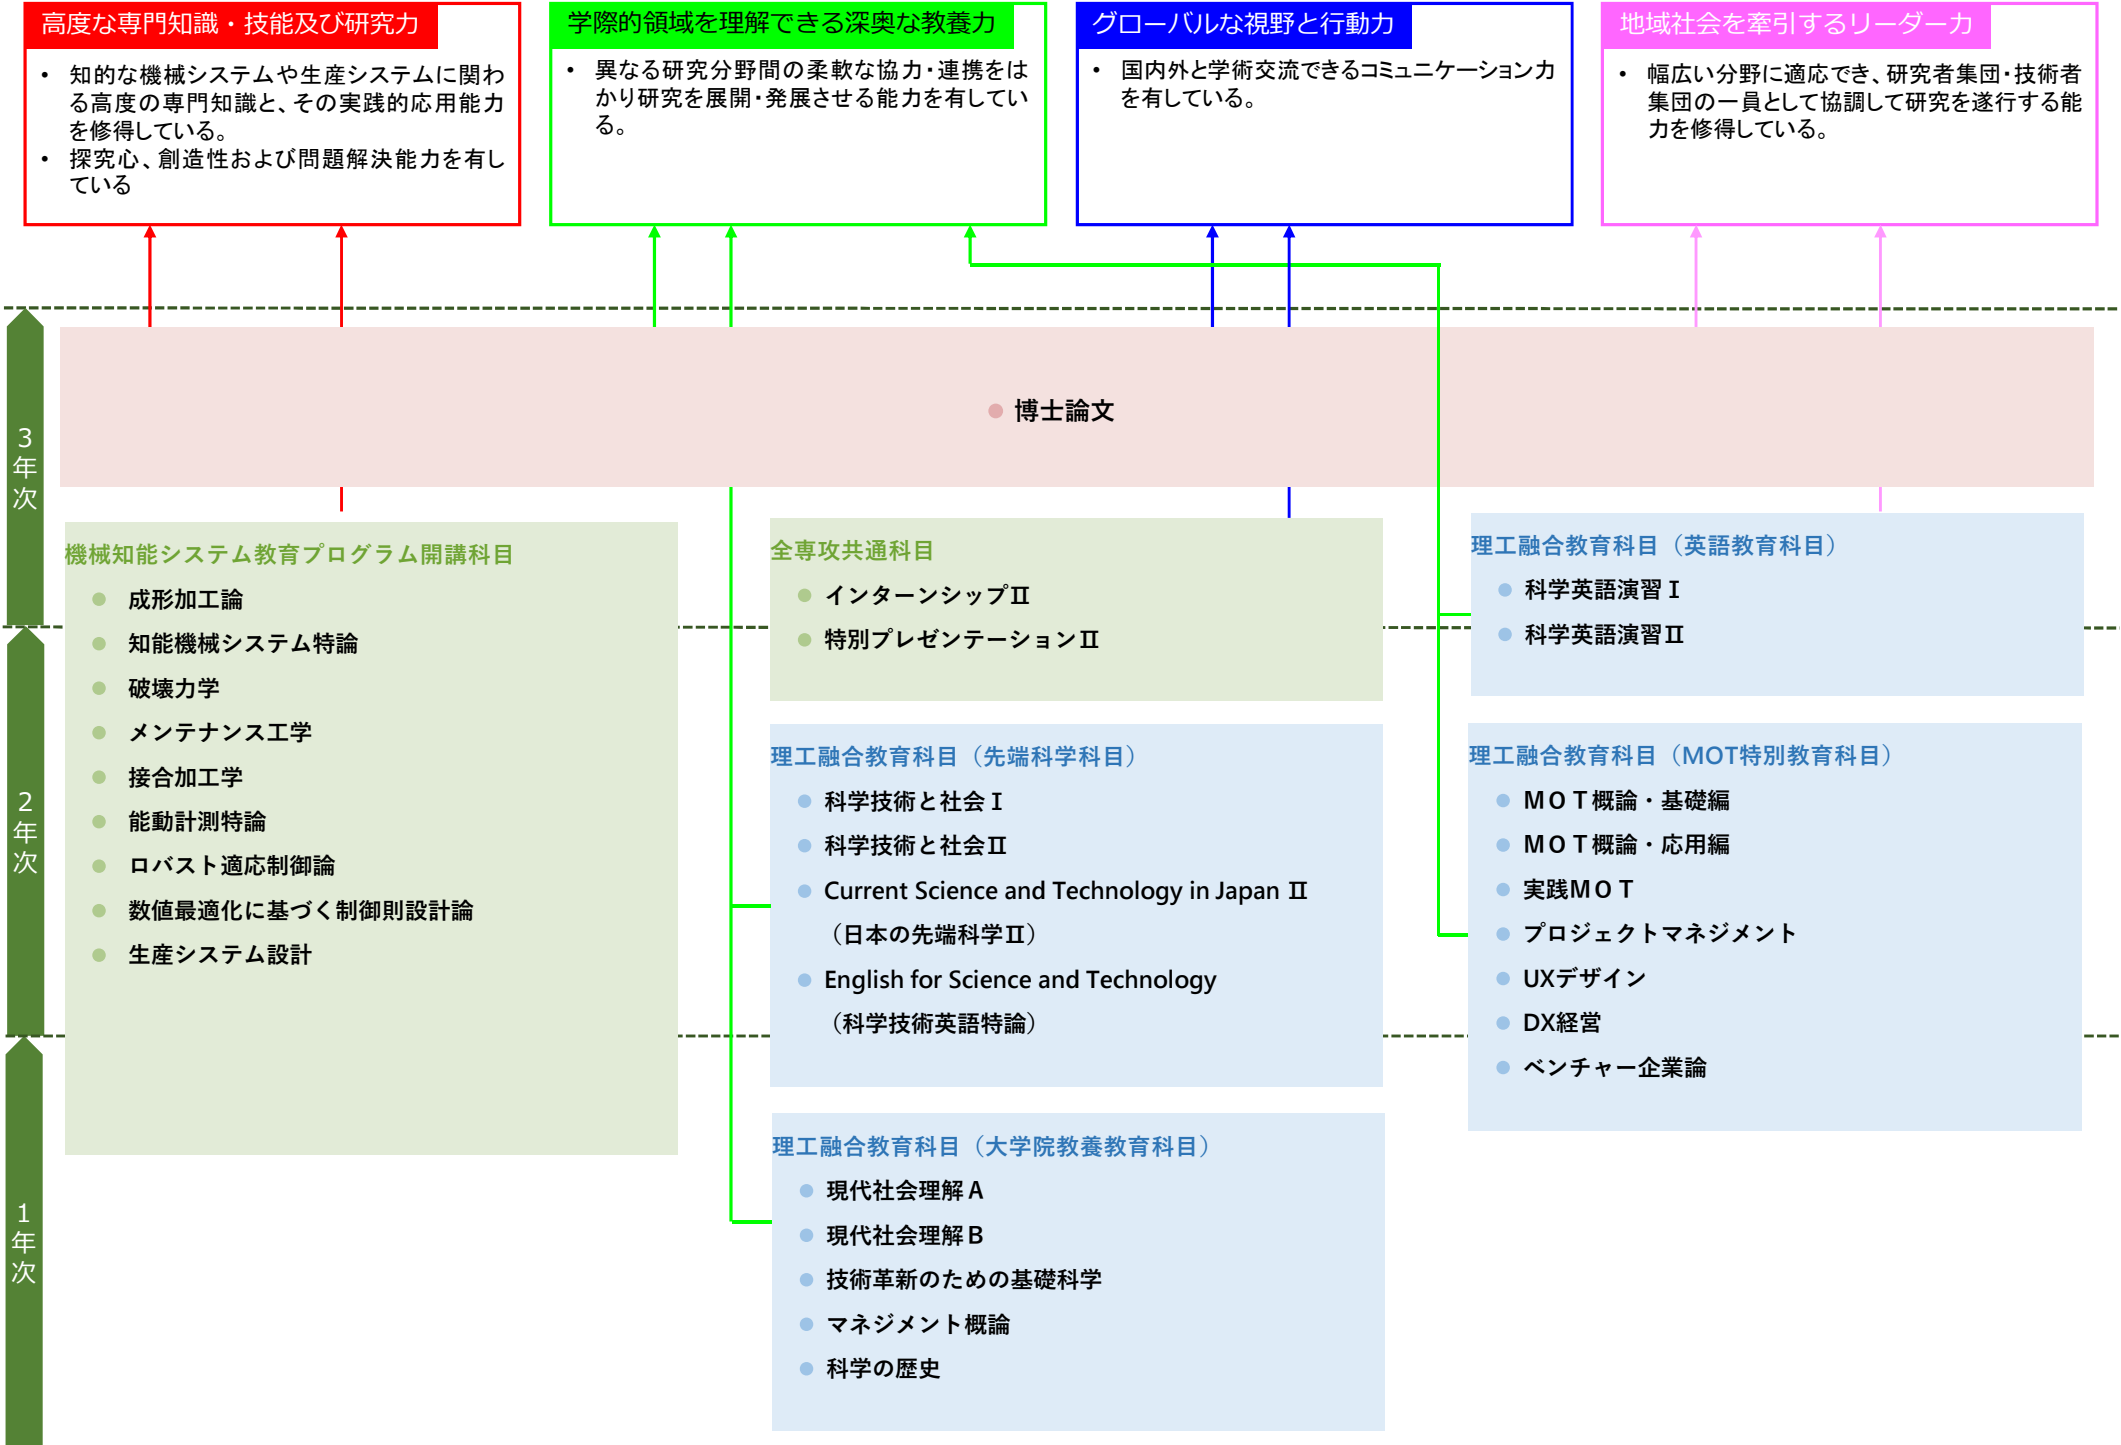 高度な専門知識・技能及び研究力
• 知的な機械システムや生産システムに関わ
る高度の専門知識と、その実践的応用能力
を修得している。
• 探究心、創造性および問題解決能力を有し
ている
学際的領域を理解できる深奥な教養力
• 異なる研究分野間の柔軟な協力・連携をは
かり研究を展開・発展させる能力を有してい
る。
グローバルな視野と行動力
• 国内外と学術交流できるコミュニケーション力
を有している。
地域社会を牽引するリーダー力
• 幅広い分野に適応でき、研究者集団・技術者
集団の一員として協調して研究を遂行する能
力を修得している。
3年次
● 博士論文
機械知能システム教育プログラム開講科目
● 成形加工論
● 知能機械システム特論
● 破壊力学
● メンテナンス工学
● 接合加工学
● 能動計測特論
● ロバスト適応制御論
● 数値最適化に基づく制御則設計論
● 生産システム設計
全専攻共通科目
● インターンシップⅡ
● 特別プレゼンテーションⅡ
理工融合教育科目（英語教育科目）
● 科学英語演習Ⅰ
● 科学英語演習Ⅱ
2年次
理工融合教育科目（先端科学科目）
● 科学技術と社会Ⅰ
● 科学技術と社会Ⅱ
● Current Science and Technology in Japan Ⅱ
（日本の先端科学Ⅱ）
● English for Science and Technology
（科学技術英語特論）
理工融合教育科目（MOT特別教育科目）
● ＭＯＴ概論・基礎編
● ＭＯＴ概論・応用編
● 実践ＭＯＴ
● プロジェクトマネジメント
● UXデザイン
● DX経営
● ベンチャー企業論
1年次
理工融合教育科目（大学院教養教育科目）
● 現代社会理解Ａ
● 現代社会理解Ｂ
● 技術革新のための基礎科学
● マネジメント概論
● 科学の歴史